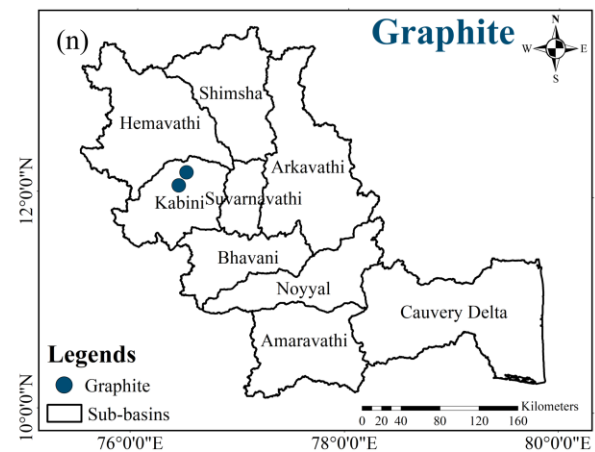 (n)
Graphite
N
W E
S
Shimsha
Hemavathi
Arkavathi
Kabini
Suvarnavathi
Bhavani
Noyyal
Cauvery Delta
Amaravathi
Legends
Graphite
Sub-basins
Kilometers
0 20 40 80 120 160
12°0'0"N
10°0'0"N
76°0'0"E 78°0'0"E 80°0'0"E